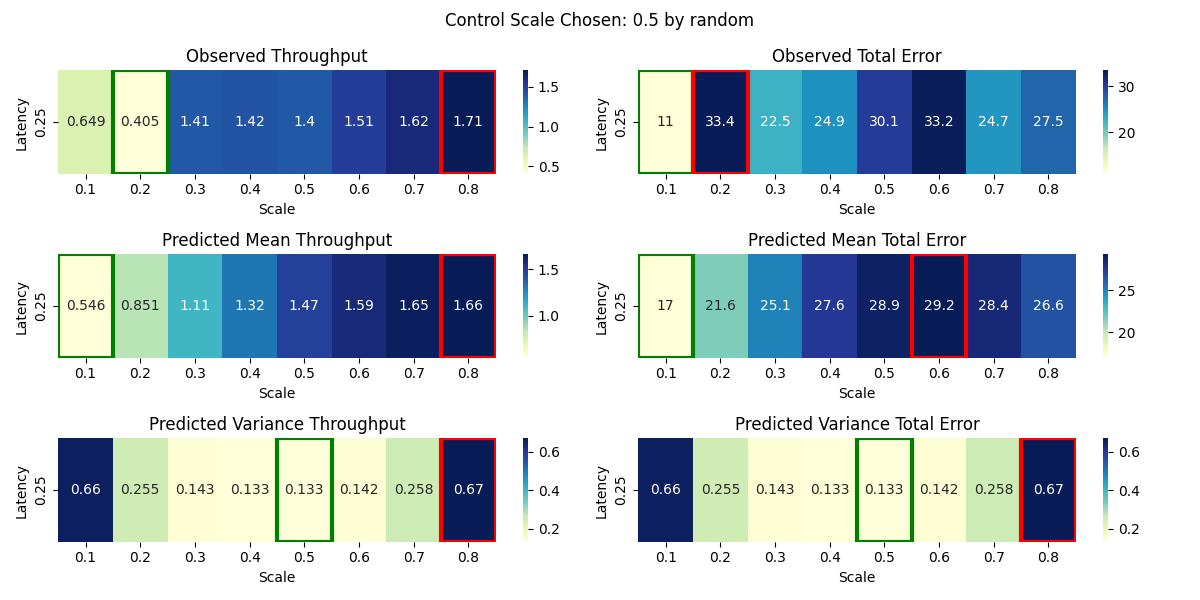 Control Scale Chosen: 0.5 by random
Observed Throughput
Latency
0.25
0.649 0.405 1.41 1.42 1.4 1.51 1.62 1.71
1.5
1.0
0.5
0.1 0.2 0.3 0.4 0.5 0.6 0.7 0.8
Scale
Observed Total Error
Latency
0.25
11 33.4 22.5 24.9 30.1 33.2 24.7 27.5
30
20
0.1 0.2 0.3 0.4 0.5 0.6 0.7 0.8
Scale
Predicted Mean Throughput
Latency
0.25
0.546 0.851 1.11 1.32 1.47 1.59 1.65 1.66
1.5
1.0
0.1 0.2 0.3 0.4 0.5 0.6 0.7 0.8
Scale
Predicted Mean Total Error
Latency
0.25
17 21.6 25.1 27.6 28.9 29.2 28.4 26.6
25
20
0.1 0.2 0.3 0.4 0.5 0.6 0.7 0.8
Scale
Predicted Variance Throughput
Latency
0.25
0.66 0.255 0.143 0.133 0.133 0.142 0.258 0.67
0.6
0.4
0.2
0.1 0.2 0.3 0.4 0.5 0.6 0.7 0.8
Scale
Predicted Variance Total Error
Latency
0.25
0.66 0.255 0.143 0.133 0.133 0.142 0.258 0.67
0.6
0.4
0.2
0.1 0.2 0.3 0.4 0.5 0.6 0.7 0.8
Scale